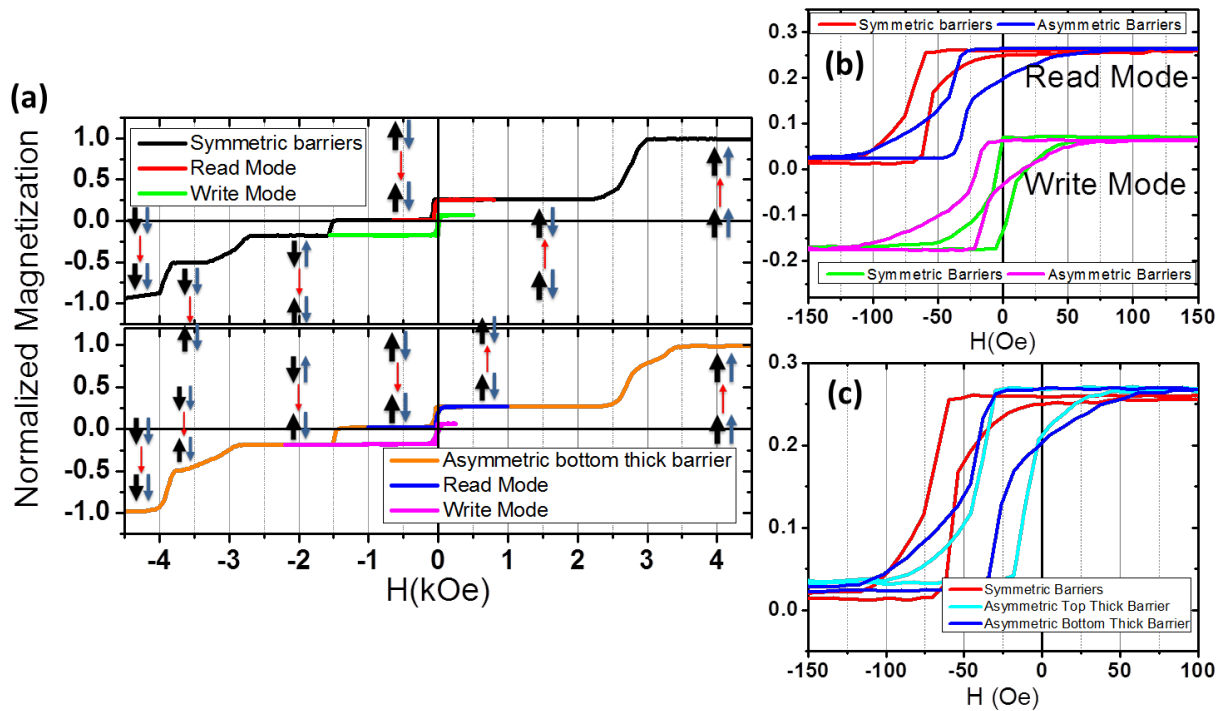 (a)
Normalized Magnetization
1.0
0.5
0.0
-0.5
-1.0
Symmetric barriers
Read Mode
Write Mode
1.0
0.5
0.0
-0.5
-1.0
Asymmetric bottom thick barrier
Read Mode
Write Mode
-4 -3 -2 -1 0 1 2 3 4
H(kOe)
(b)
Symmetric barriers Asymmetric Barriers
0.3
0.2
0.1
0.0
-0.1
-0.2
Read Mode
Write Mode
Symmetric Barriers Asymmetric Barriers
-150 -100 -50 0 50 100 150
H(Oe)
(c)
0.3
0.2
0.1
0.0
Symmetric Barriers
Asymmetric Top Thick Barrier
Asymmetric Bottom Thick Barrier
-150 -100 -50 0 50 100
H (Oe)